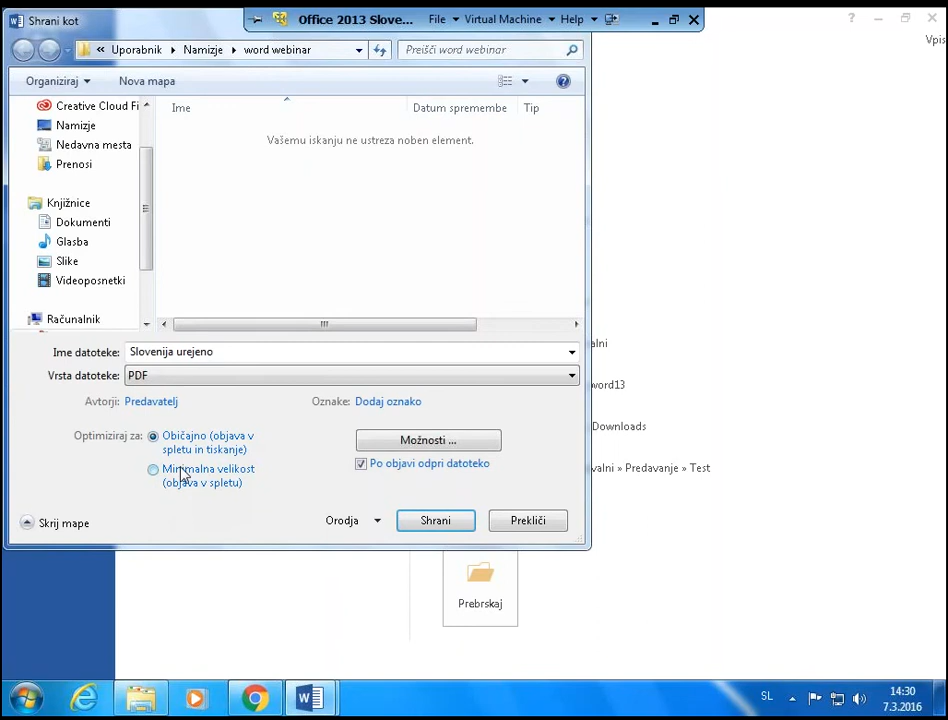 Shrani kot
Office 2013 Slove...
File
Virtual Machine
Help
?
Vpis
« Uporabnik
Namizje
word webinar
Preišči word webinar
Organiziraj
Nova mapa
?
Creative Cloud Fi
Namizje
Nedavna mesta
Prenosi
Knjižnice
Dokumenti
Glasba
Slike
Videoposnetki
Računalnik
Ime
Datum spremembe
Tip
Vašemu iskanju ne ustreza noben element.
Ime datoteke:
Slovenija urejeno
Vrsta datoteke:
PDF
Avtorji:
Predavatelj
Oznake:
Dodaj oznako
Optimiziraj za:
Običajno (objava v
spletu in tiskanje)
Minimalna velikost
(objava v spletu)
Možnosti ...
Po objavi odpri datoteko
Skrij mape
Orodja
Shrani
Prekliči
alni
word13
Downloads
valni » Predavanje » Test
Prebrskaj
SL
14:30
7.3.2016